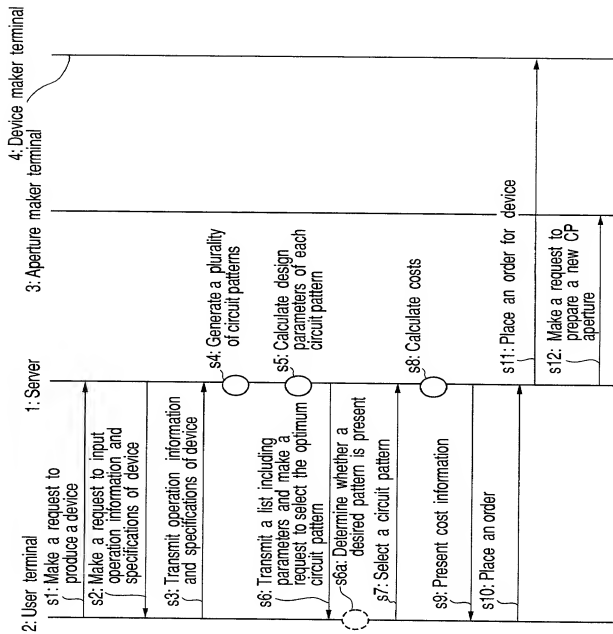 2: User terminal
1: Server
3: Aperture maker terminal
4: Device maker terminal
s1: Make a request to
produce a device
s2: Make a request to input
operation information and
specifications of device
s3: Transmit operation information
and specifications of device
s4: Generate a plurality
of circuit patterns
s5: Calculate design
parameters of each
circuit pattern
s6: Transmit a list including
parameters and make a
request to select the optimum
circuit pattern
s6a: Determine whether a
desired pattern is present
s7: Select a circuit pattern
s8: Calculate costs
s9: Present cost information
s10: Place an order
s11: Place an order for device
s12: Make a request to
prepare a new CP
aperture